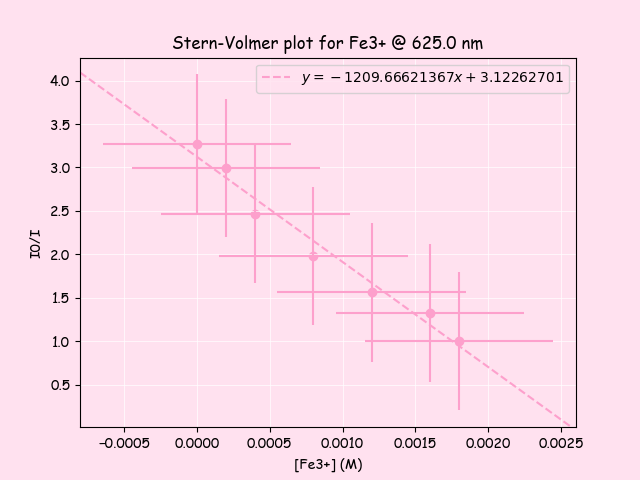 Stern-Volmer plot for Fe3+ @ 625.0 nm
y = −1209.66621367x + 3.12262701
I0/I
4.0
3.5
3.0
2.5
2.0
1.5
1.0
0.5
−0.0005 0.0000 0.0005 0.0010 0.0015 0.0020 0.0025
[Fe3+] (M)